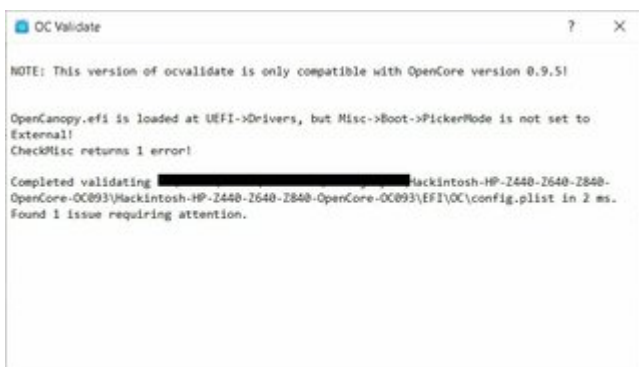 OC Validate ? ×
NOTE: This version of ocvalidate is only compatible with OpenCore version 0.9.5!
OpenCanopy.efi is loaded at UEFI->Drivers, but Misc->Boot->PickerMode is not set to
External!
CheckMisc returns 1 error!
Completed validating Hackintosh-HP-Z440-Z640-Z840-
OpenCore-OC093\Hackintosh-HP-Z440-Z640-Z840-OpenCore-OC093\EFI\OC\config.plist in 2 ms.
Found 1 issue requiring attention.